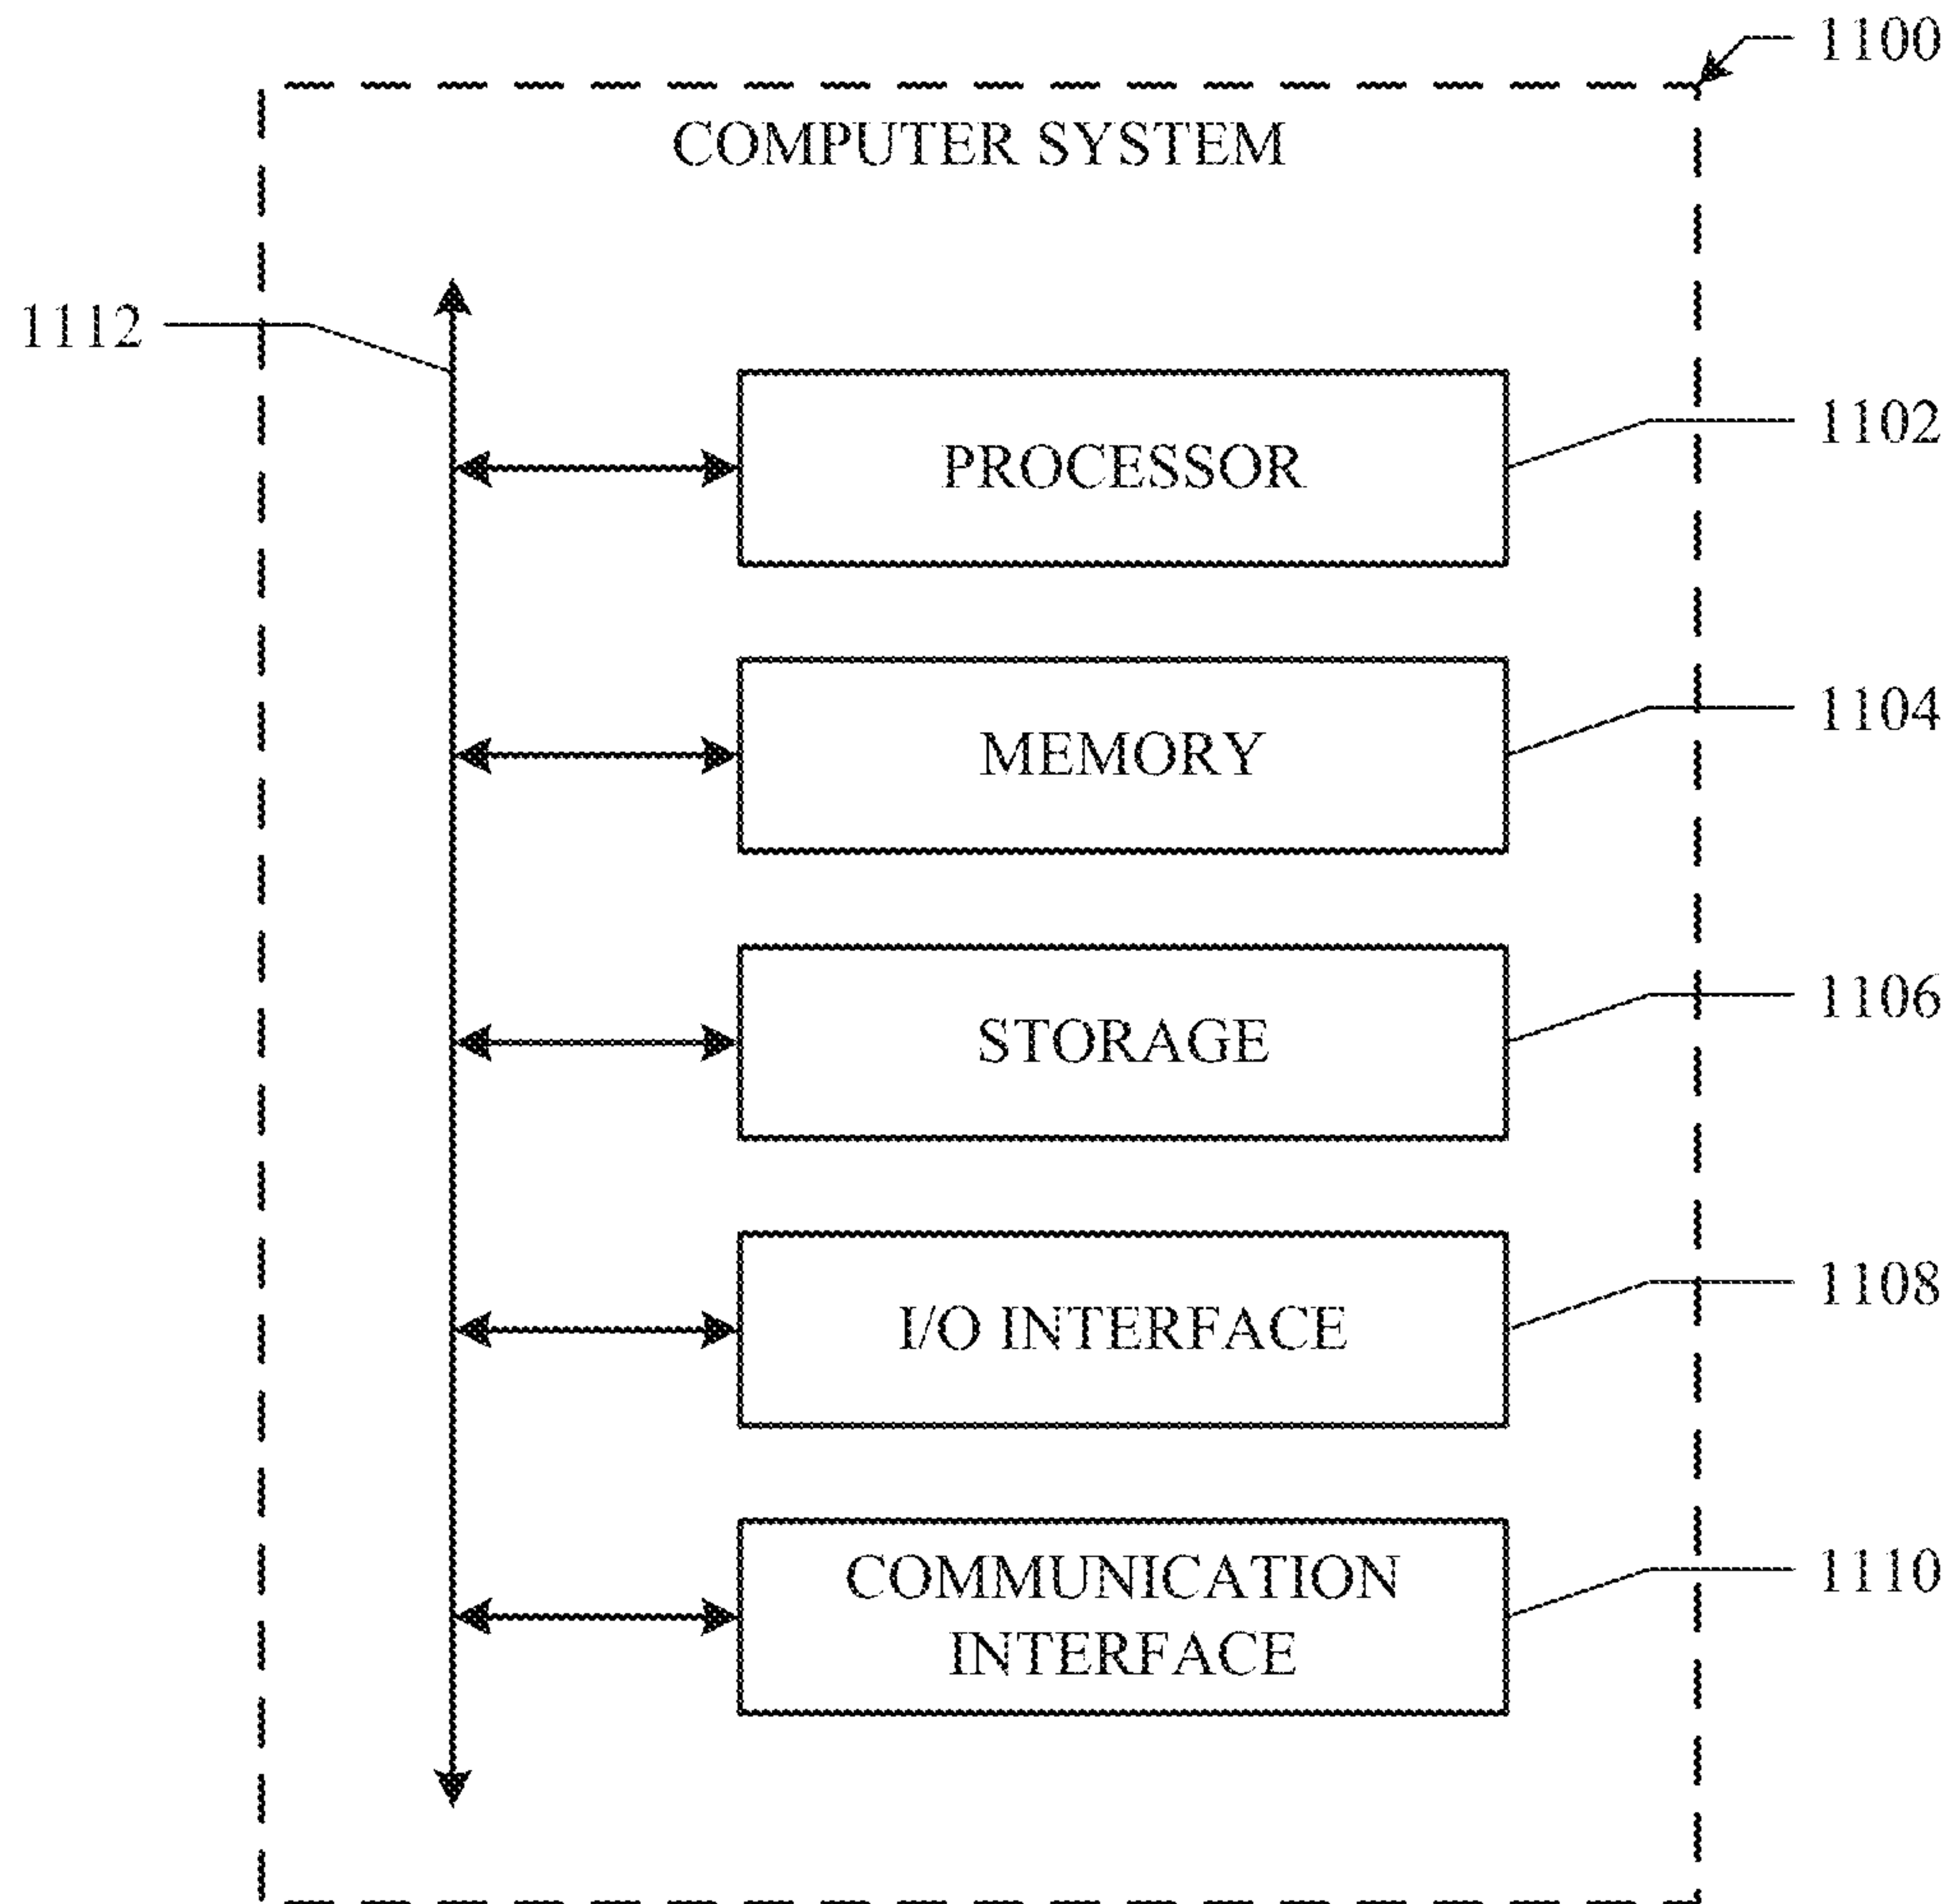 1100
COMPUTER SYSTEM
1112
1102
PROCESSOR
1104
MEMORY
1106
STORAGE
1108
I/O INTERFACE
1110
COMMUNICATION
INTERFACE